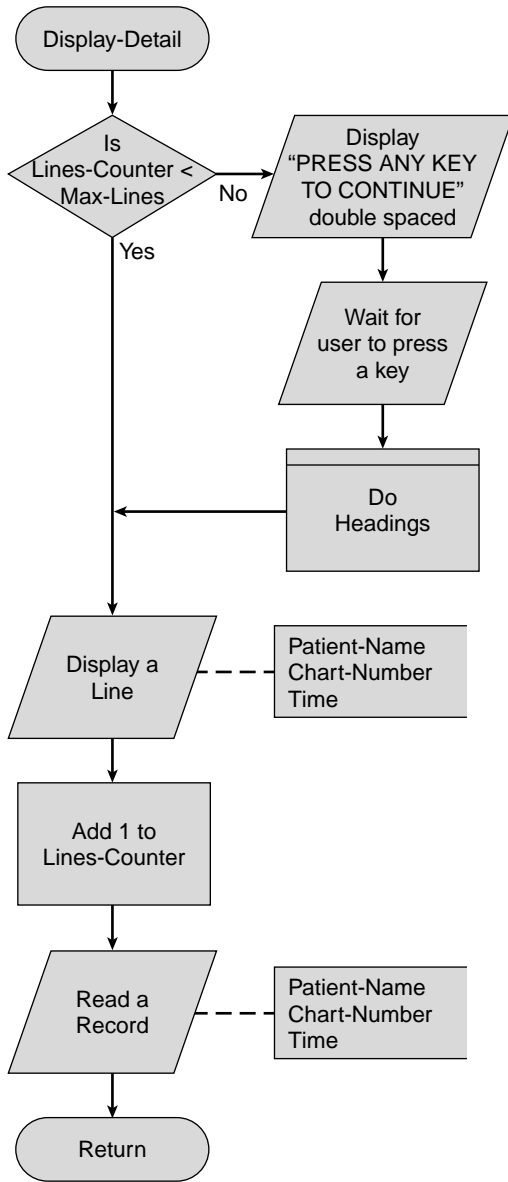 Display-Detail
Is
Lines-Counter <
Max-Lines
No
Yes
Display
“PRESS ANY KEY
TO CONTINUE”
double spaced
Wait for
user to press
a key
Do
Headings
Display a
Line
Patient-Name
Chart-Number
Time
Add 1 to
Lines-Counter
Read a
Record
Patient-Name
Chart-Number
Time
Return